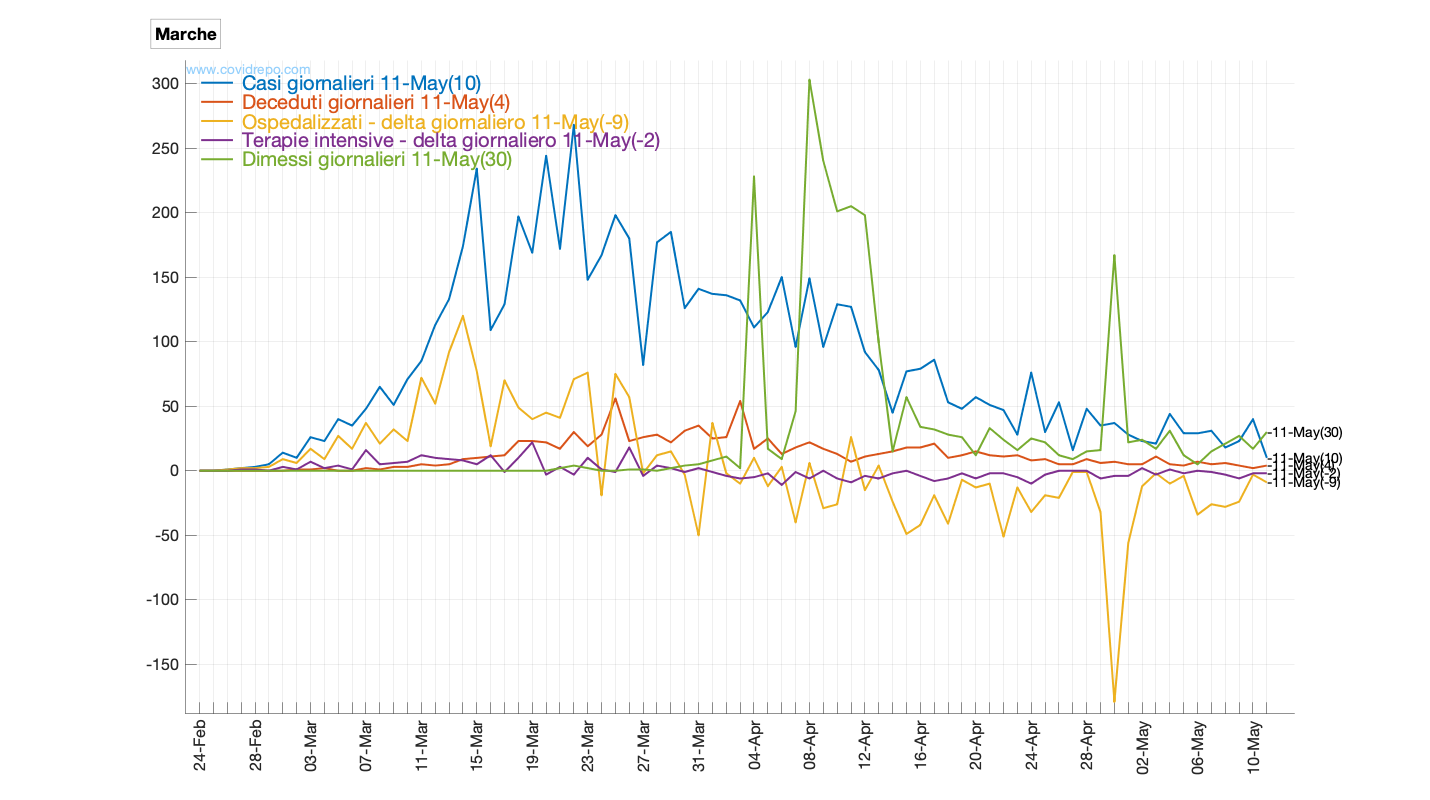 Marche
www.covidrepo.com
Casi giornalieri 11-May(10)
Deceduti giornalieri 11-May(4)
Ospedalizzati - delta giornaliero 11-May(-9)
Terapie intensive - delta giornaliero 11-May(-2)
Dimessi giornalieri 11-May(30)
300
250
200
150
100
50
0
-50
-100
-150
-11-May(30)
-11-May(10)
-11-May(4)
-11-May(-2)
-11-May(-9)
24-Feb
28-Feb
03-Mar
07-Mar
11-Mar
15-Mar
19-Mar
23-Mar
27-Mar
31-Mar
04-Apr
08-Apr
12-Apr
16-Apr
20-Apr
24-Apr
28-Apr
02-May
06-May
10-May